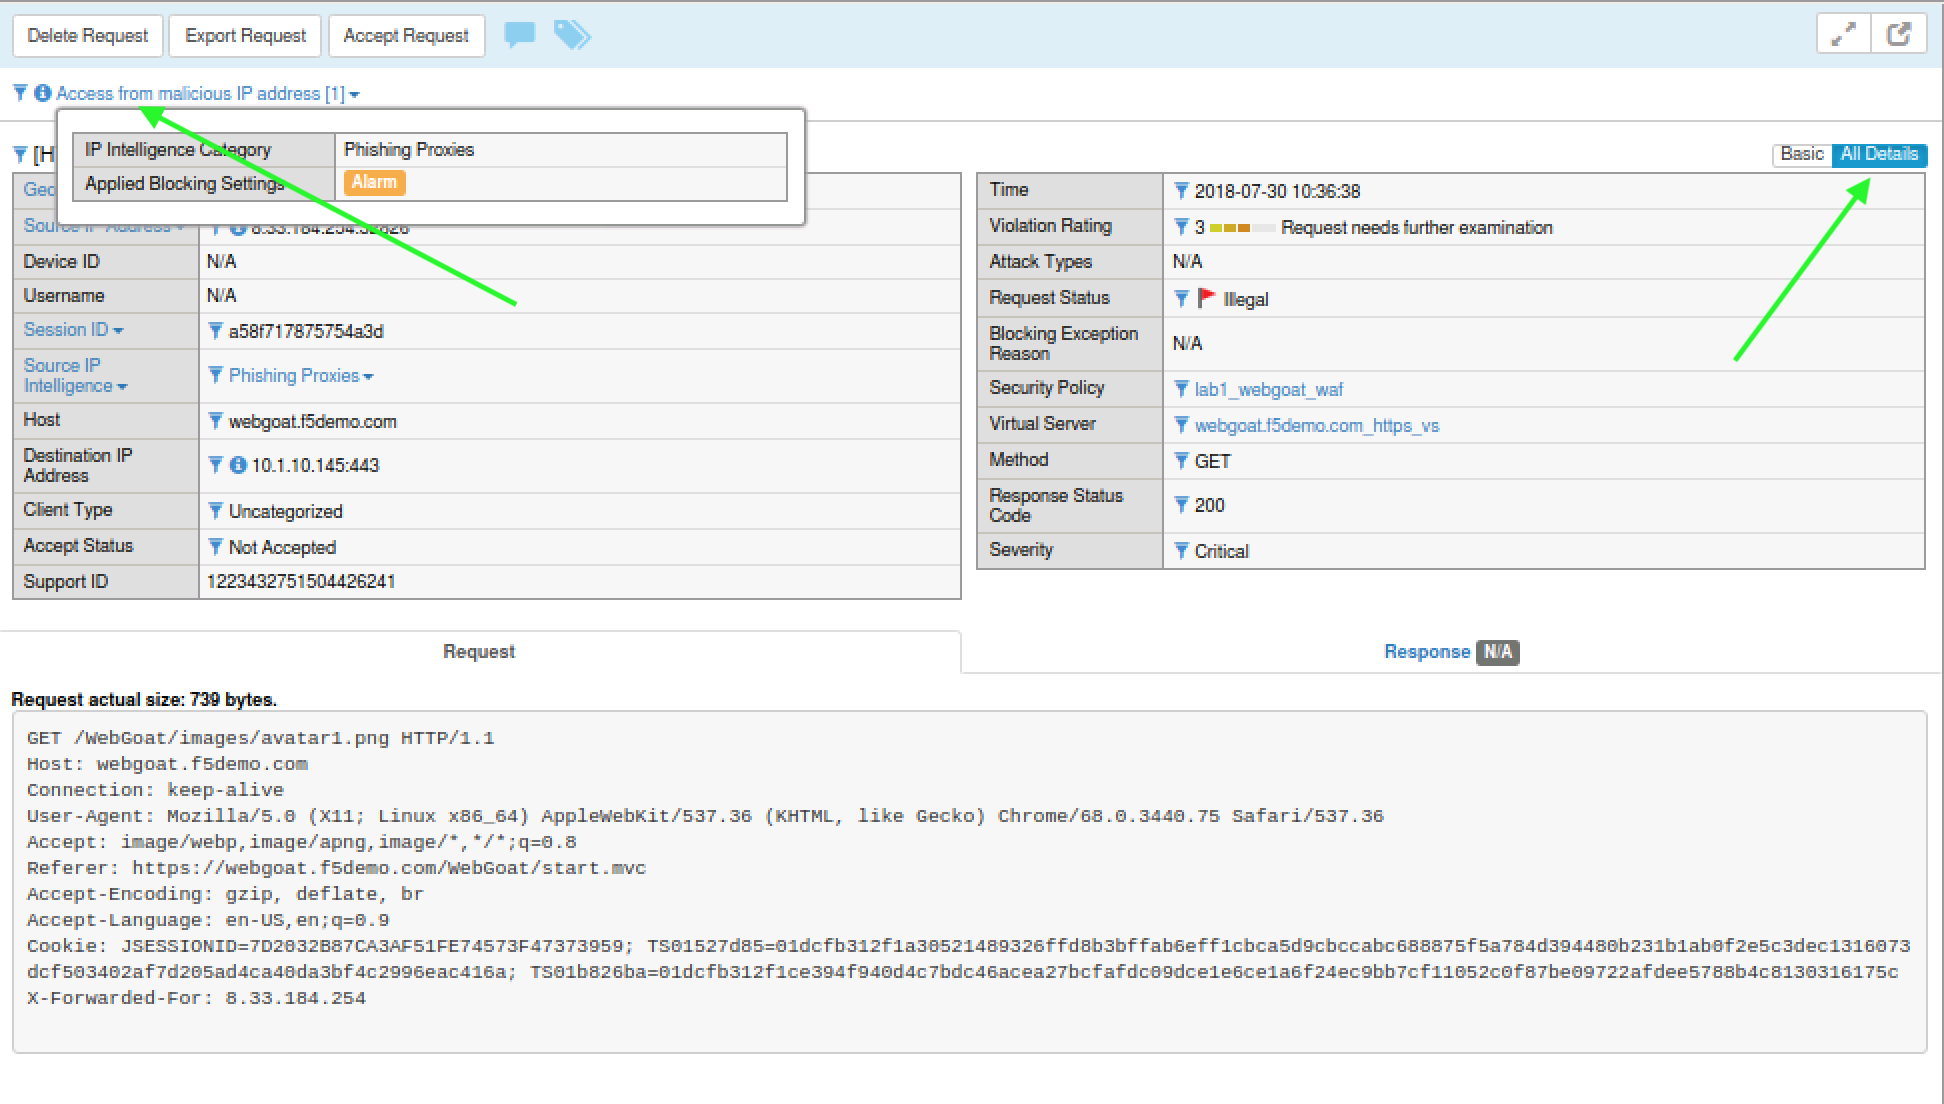 Delete Request Export Request Accept Request
Access from malicious IP address [1]
IP Intelligence Category Phishing Proxies
Applied Blocking Settings Alarm
[H
Basic All Details
Geo
Source IP Address 8.33.184.254:32826
Device ID N/A
Username N/A
Session ID a58f717875754a3d
Source IP
Intelligence Phishing Proxies
Host webgoat.f5demo.com
Destination IP
Address 10.1.10.145:443
Client Type Uncategorized
Accept Status Not Accepted
Support ID 1223432751504426241
Time 2018-07-30 10:36:38
Violation Rating 3 Request needs further examination
Attack Types N/A
Request Status Illegal
Blocking Exception
Reason N/A
Security Policy lab1_webgoat_waf
Virtual Server webgoat.f5demo.com_https_vs
Method GET
Response Status
Code 200
Severity Critical
Request
Response N/A
Request actual size: 739 bytes.
GET /WebGoat/images/avatar1.png HTTP/1.1
Host: webgoat.f5demo.com
Connection: keep-alive
User-Agent: Mozilla/5.0 (X11; Linux x86_64) AppleWebKit/537.36 (KHTML, like Gecko) Chrome/68.0.3440.75 Safari/537.36
Accept: image/webp,image/apng,image/*,*/*;q=0.8
Referer: https://webgoat.f5demo.com/WebGoat/start.mvc
Accept-Encoding: gzip, deflate, br
Accept-Language: en-US,en;q=0.9
Cookie: JSESSIONID=7D2032B87CA3AF51FE74573F47373959; TS01527d85=01dcfb312f1a30521489326ffd8b3bffab6eff1cbca5d9cbccabc688875f5a784d394480b231b1ab0f2e5c3dec1316073
dcf503402af7d205ad4ca40da3bf4c2996eac416a; TS01b826ba=01dcfb312f1ce394f940d4c7bdc46acea27bcfafdc09dce1e6ce1a6f24ec9bb7cf11052c0f87be09722afdee5788b4c8130316175c
X-Forwarded-For: 8.33.184.254